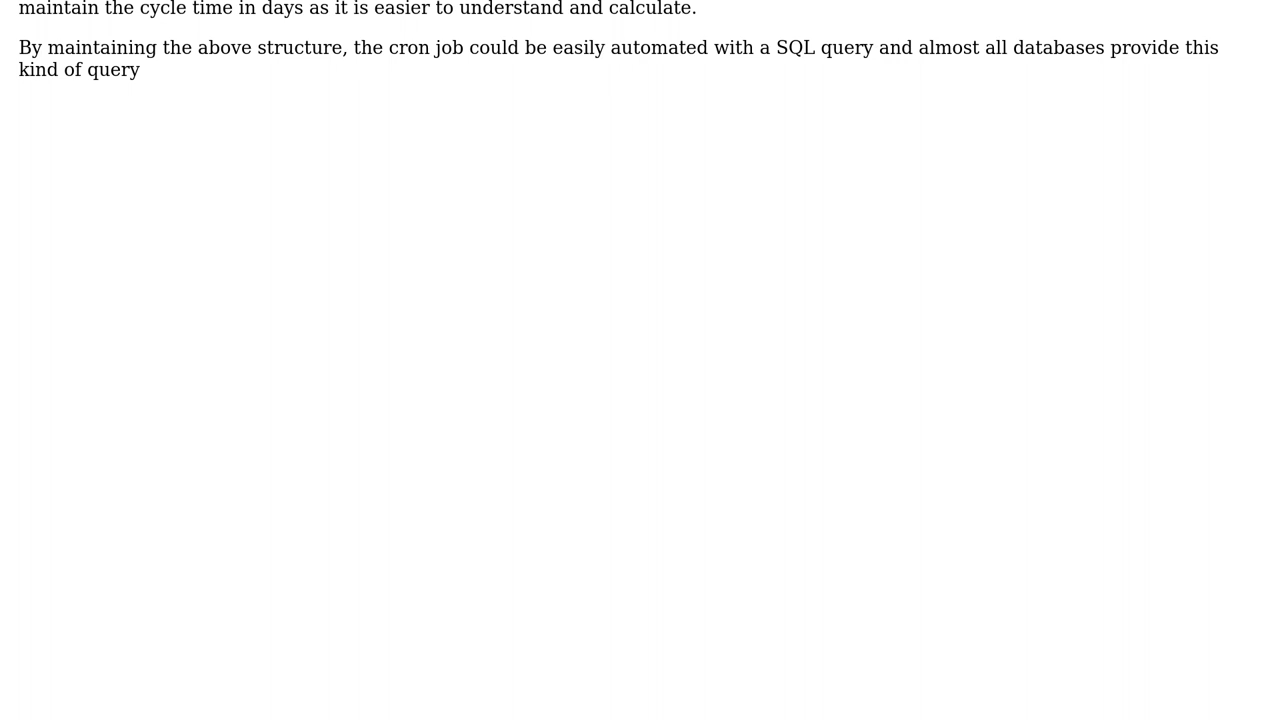 maintain the cycle time in days as it is easier to understand and calculate.
By maintaining the above structure, the cron job could be easily automated with a SQL query and almost all databases provide this
kind of query